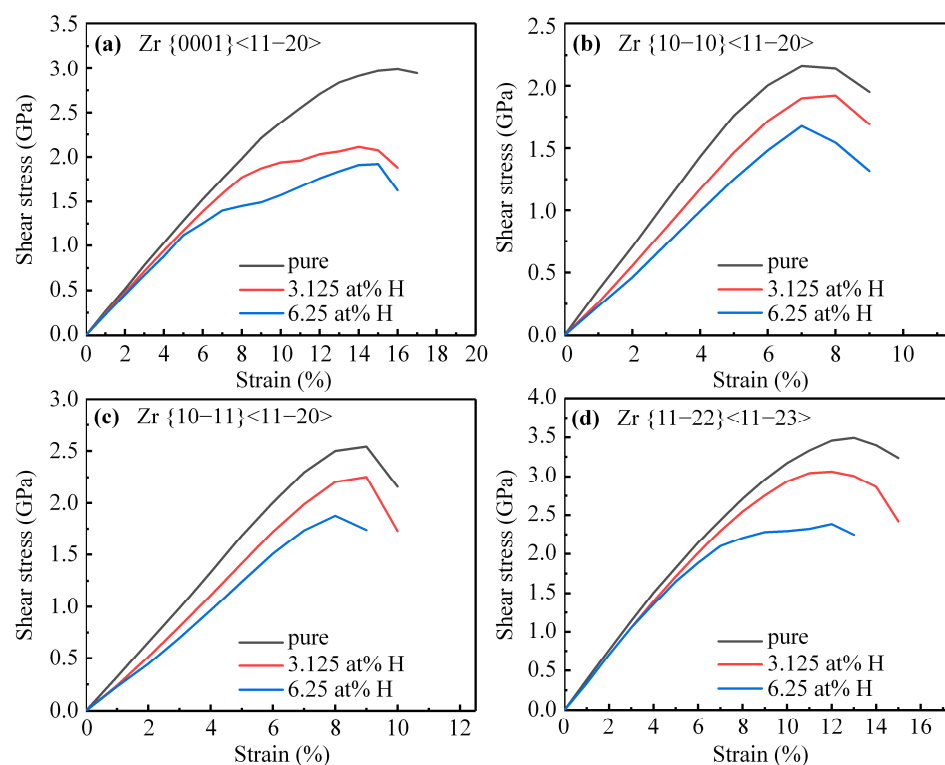 (a) Zr {0001}<11−20>
Shear stress (GPa)
3.5
3.0
2.5
2.0
1.5
1.0
0.5
0.0
pure
3.125 at% H
6.25 at% H
0 2 4 6 8 10 12 14 16 18 20
Strain (%)
(b) Zr {10−10}<11−20>
Shear stress (GPa)
2.5
2.0
1.5
1.0
0.5
0.0
pure
3.125 at% H
6.25 at% H
0 2 4 6 8 10
Strain (%)
(c) Zr {10−11}<11−20>
Shear stress (GPa)
3.0
2.5
2.0
1.5
1.0
0.5
0.0
pure
3.125 at% H
6.25 at% H
0 2 4 6 8 10 12
Strain (%)
(d) Zr {11−22}<11−23>
Shear stress (GPa)
4.0
3.5
3.0
2.5
2.0
1.5
1.0
0.5
0.0
pure
3.125 at% H
6.25 at% H
0 2 4 6 8 10 12 14 16
Strain (%)